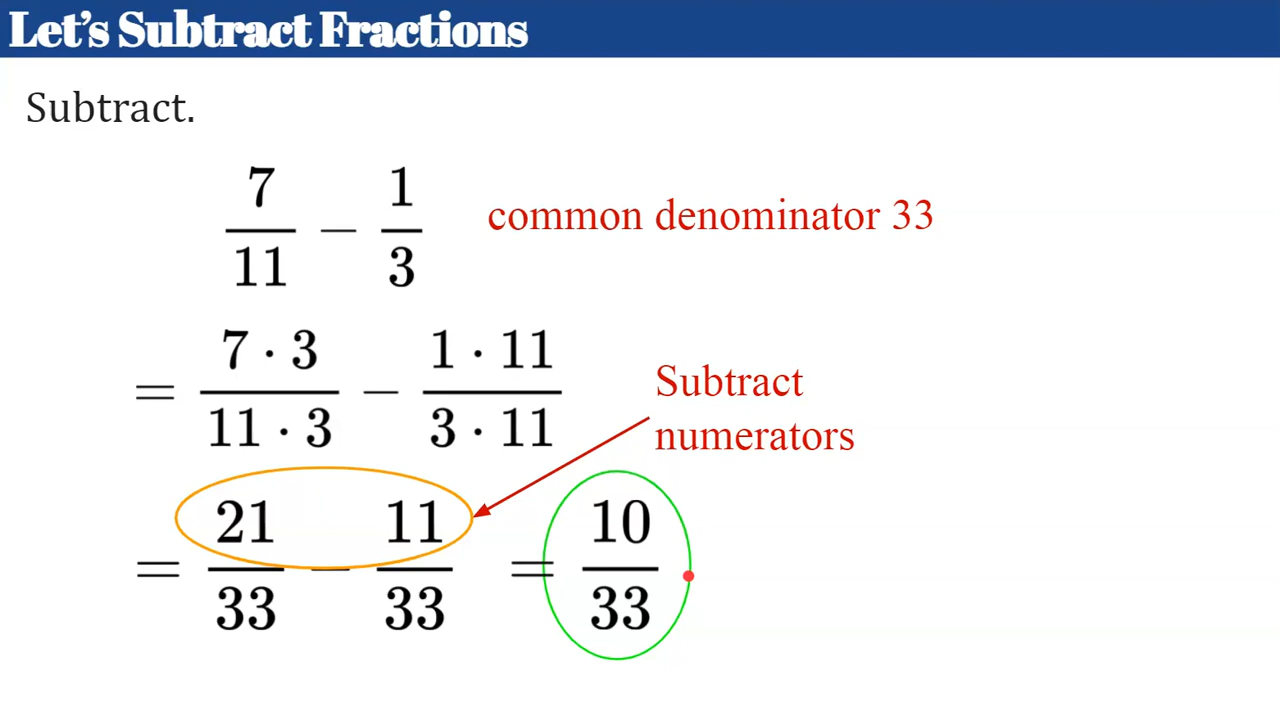 Let's Subtract Fractions
Subtract.
7/11 − 1/3 common denominator 33
= 7 · 3/11 · 3 − 1 · 11/3 · 11
Subtract
numerators
= 21/33 − 11/33 = 10/33